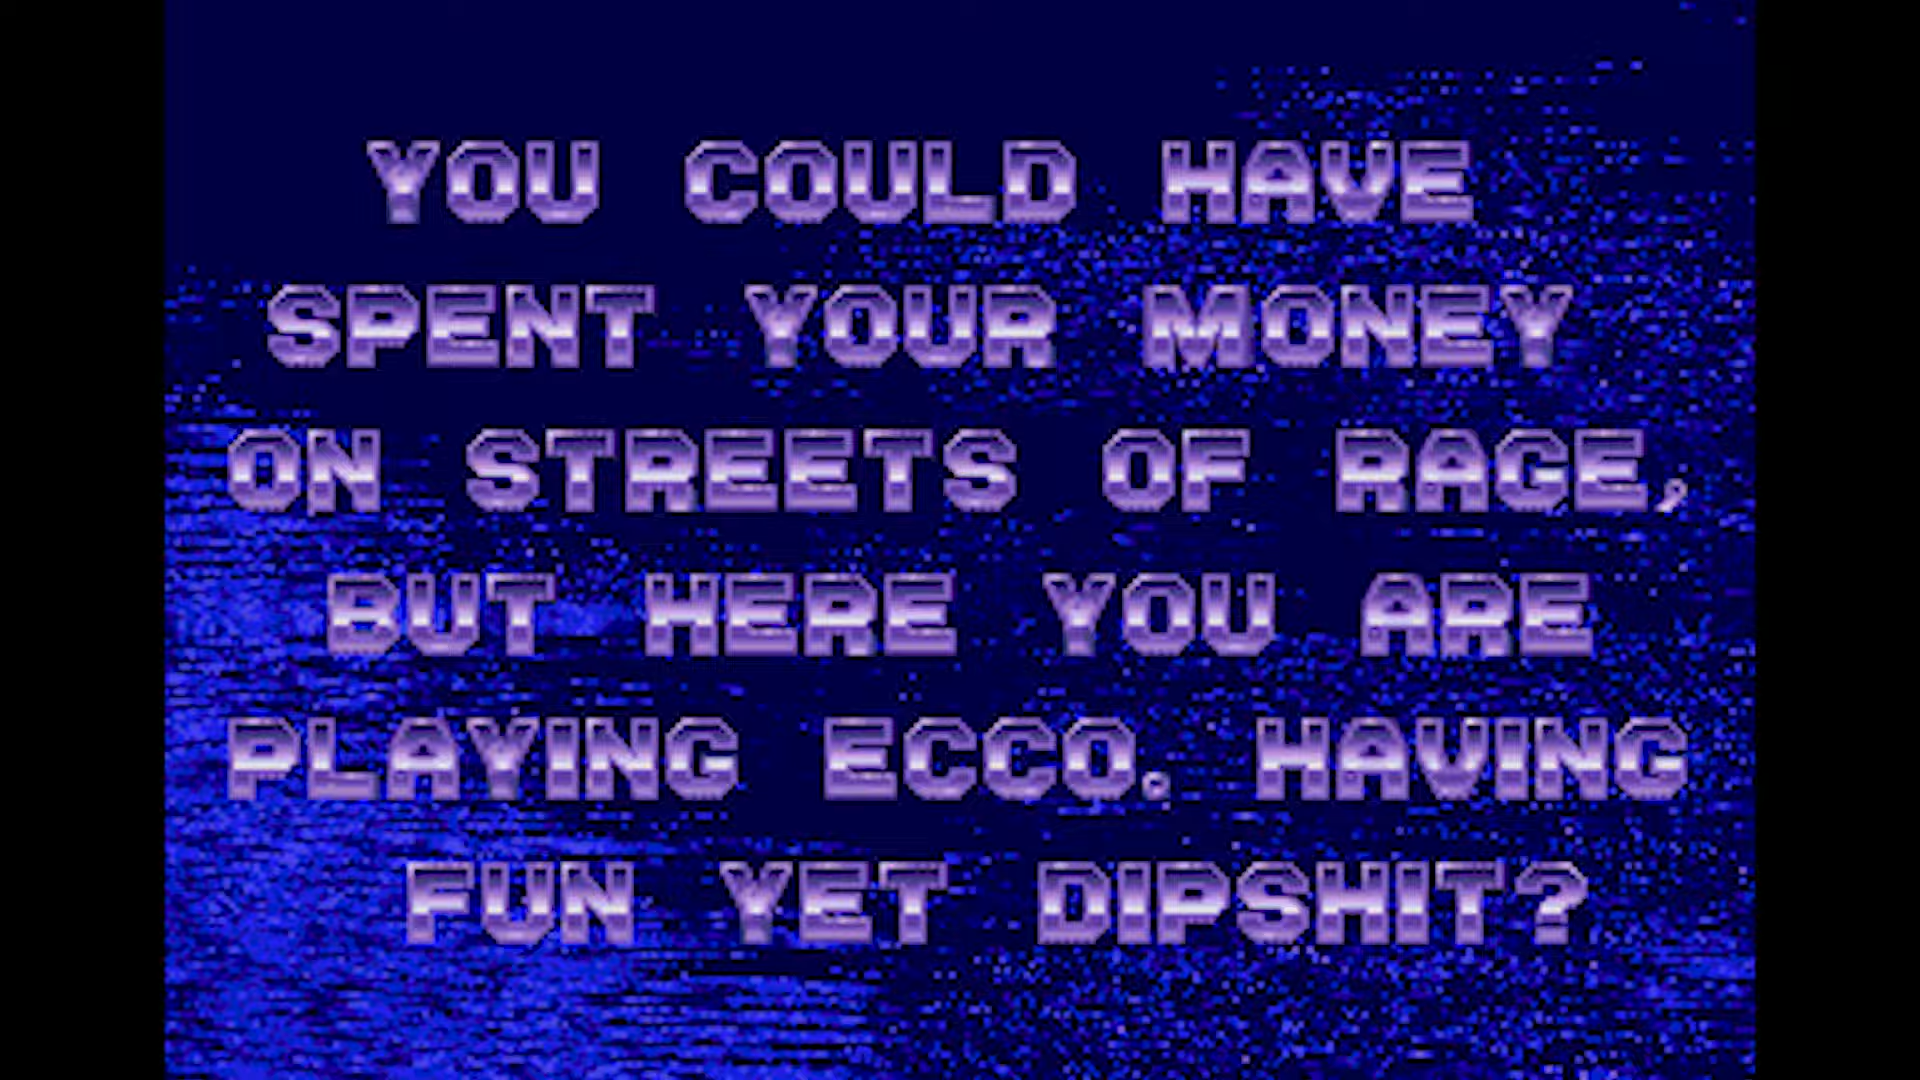 YOU COULD HAVE
SPENT YOUR MONEY
ON STREETS OF RAGE,
BUT HERE YOU ARE
PLAYING ECCO. HAVING
FUN YET DIPSHIT?